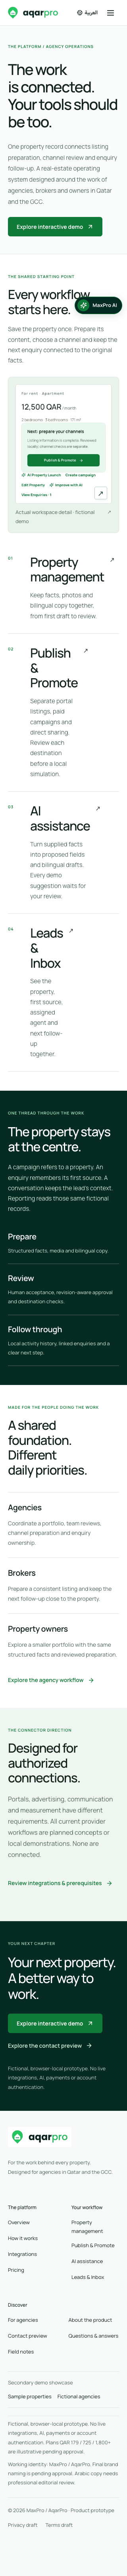 aqarpro
العربية
THE PLATFORM / AGENCY OPERATIONS
The work
is connected.
Your tools should
be too.
One property record connects listing
preparation, channel review and enquiry
follow-up. A real-estate operating
system designed around the work of
agencies, brokers and owners in Qatar
and the GCC.
Explore interactive demo
THE SHARED STARTING POINT
Every workflow
starts here.
MaxPro AI
Save the property once. Prepare its
content, choose a channel and keep the
next enquiry connected to the original
facts.
For rent · Apartment
12,500 QAR / month
Next: prepare your channels
Publish & Promote
AI Property Launch
Create campaign
Edit Property
Improve with AI
View Enquiries
Actual workspace detail · fictional
demo
01
Property
management
Keep facts, photos and
bilingual copy together,
from first draft to review.
02
Publish
&
Promote
Separate portal
listings, paid
campaigns and
direct sharing.
Review each
destination
before a local
simulation.
03
AI
assistance
Turn supplied facts
into proposed fields
and bilingual drafts.
Every demo
suggestion waits for
your review.
04
Leads
&
Inbox
See the
property,
first source,
assigned
agent and
next follow-
up
together.
ONE THREAD THROUGH THE WORK
The property stays
at the centre.
A campaign refers to a property. An
enquiry remembers its first source. A
conversation keeps the lead's context.
Reporting reads those same fictional
records.
Prepare
Structured facts, media and bilingual copy.
Review
Human acceptance, revision-aware approval
and destination checks.
Follow through
Local activity history, linked enquiries and a
clear next step.
MADE FOR THE PEOPLE DOING THE WORK
A shared
foundation.
Different
daily priorities.
Agencies
Coordinate a portfolio, team reviews,
channel preparation and enquiry
ownership.
Brokers
Prepare a consistent listing and keep the
next follow-up close to the property.
Property owners
Explore a smaller portfolio with the same
structured facts and reviewed preparation.
Explore the agency workflow
THE CONNECTOR DIRECTION
Designed for
authorized
connections.
Portals, advertising, communication
and measurement have different
requirements. All current provider
workflows are setup concepts or
local demonstrations. None are
connected.
Review integrations & prerequisites
YOUR NEXT CHAPTER
Your next property.
A better way to
work.
Explore interactive demo
Explore the contact preview
Fictional, browser-local prototype. No live
integrations, AI, payments or account
authentication.
aqarpro
For the work behind every property.
Designed for agencies in Qatar and the GCC.
The platform
Your workflow
Overview
Property
management
How it works
Publish & Promote
Integrations
AI assistance
Pricing
Leads & Inbox
Discover
For agencies
About the product
Contact preview
Questions & answers
Field notes
Secondary demo showcase
Sample properties
Fictional agencies
Fictional, browser-local prototype. No live
integrations, AI, payments or account
authentication. Plans QAR 179 / 725 / 1,800+
are illustrative pending approval.
Working identity: MaxPro / AqarPro. Final brand
naming is pending approval. Arabic copy needs
professional editorial review.
© 2026 MaxPro / AqarPro · Product prototype
Privacy draft
Terms draft